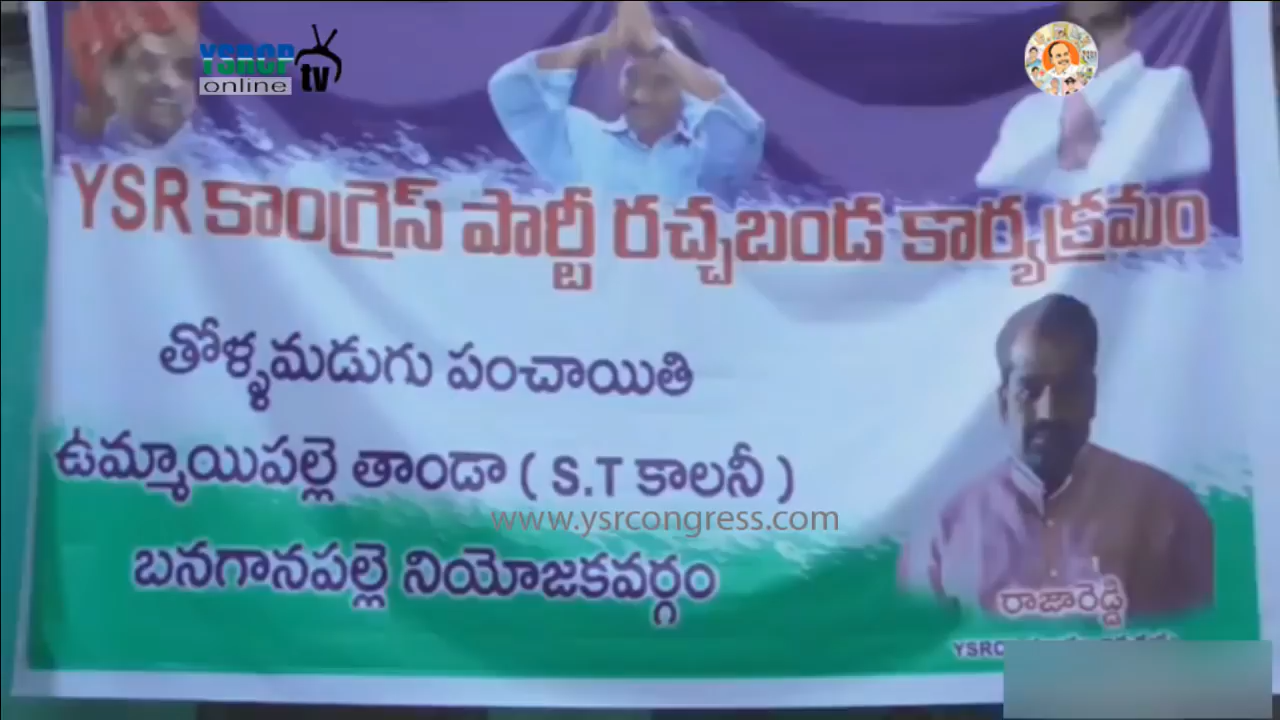 YSRCP
online tv
YSR కాంగ్రెస్ పార్టీ రచ్చబండ కార్యక్రమం
తోళ్ళమడుగు పంచాయితి
ఉమ్మాయిపల్లె తాండా ( S.T కాలనీ )
www.ysrcongress.com
బనగానపల్లె నియోజకవర్గం
రాజారెడ్డి